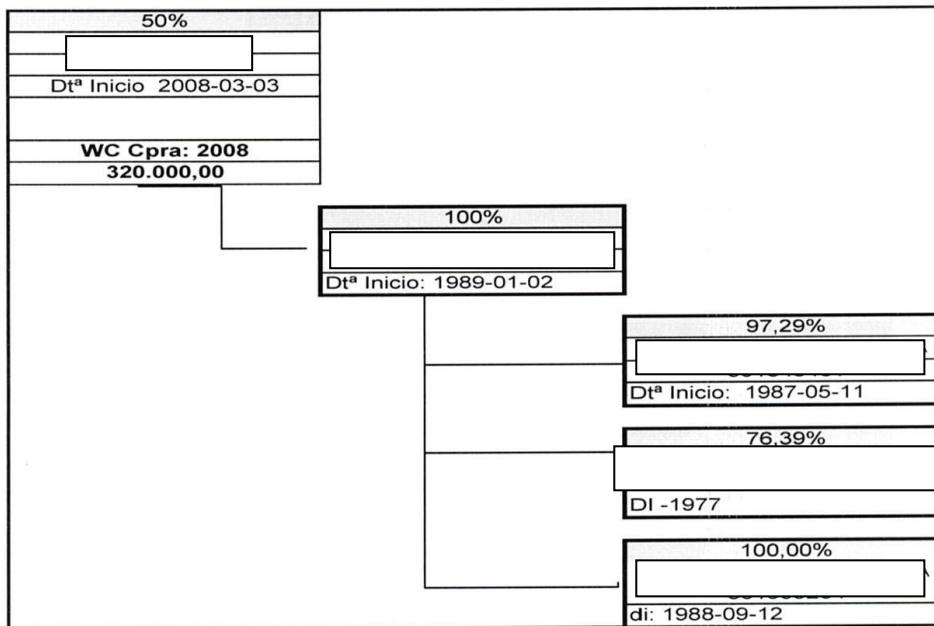 50%
Dtª Inicio 2008-03-03
WC Cpra: 2008
320.000,00
100%
Dtª Inicio: 1989-01-02
97,29%
Dtª Inicio: 1987-05-11
76,39%
DI -1977
100,00%
di: 1988-09-12